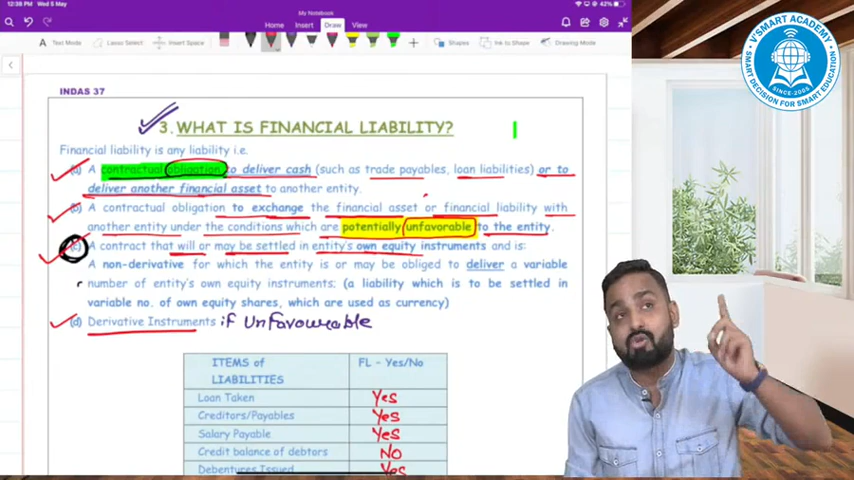 12:38 PM Wed 5 May
42%
My Notebook
Home Insert Draw View
Text Mode Lasso Select Insert Space Shapes Ink to Shape Drawing Mode
INDAS 37
3. WHAT IS FINANCIAL LIABILITY?
Financial liability is any liability i.e.
(a) A contractual obligation to deliver cash (such as trade payables, loan liabilities) or to
deliver another financial asset to another entity.
(b) A contractual obligation to exchange the financial asset or financial liability with
another entity under the conditions which are potentially unfavorable to the entity.
(c) A contract that will or may be settled in entity's own equity instruments and is:
A non-derivative for which the entity is or may be obliged to deliver a variable
number of entity's own equity instruments; (a liability which is to be settled in
variable no. of own equity shares, which are used as currency)
(d) Derivative Instruments if unfavoureable
ITEMS of LIABILITIES FL - Yes/No
Loan Taken Yes
Creditors/Payables Yes
Salary Payable Yes
Credit balance of debtors NO
Debentures Issued Yes
V'SMART ACADEMY
SINCE-2005
SMART DECISION FOR SMART EDUCATION